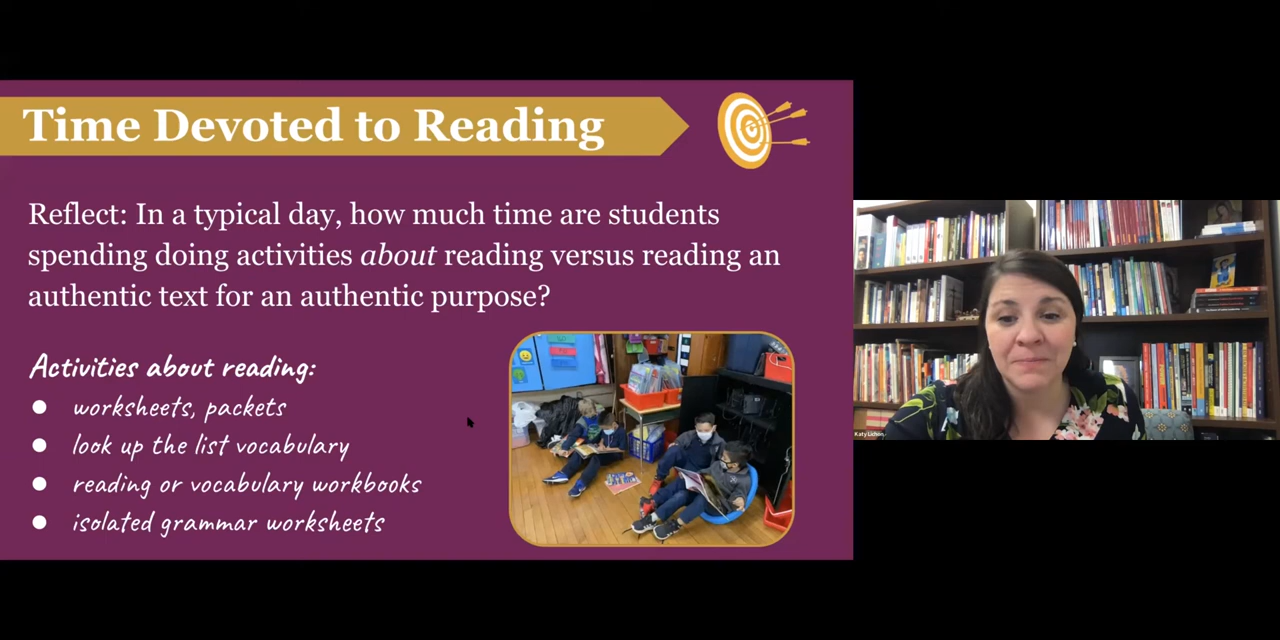 Time Devoted to Reading
Reflect: In a typical day, how much time are students
spending doing activities about reading versus reading an
authentic text for an authentic purpose?
Activities about reading:
worksheets, packets
look up the list vocabulary
reading or vocabulary workbooks
isolated grammar worksheets